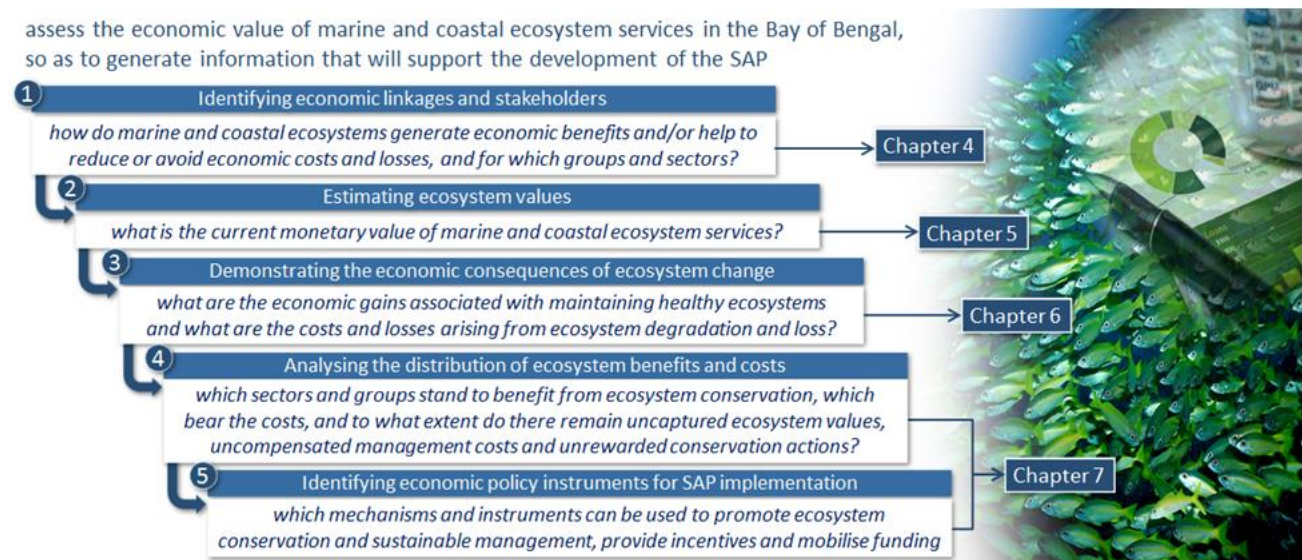 assess the economic value of marine and coastal ecosystem services in the Bay of Bengal,
so as to generate information that will support the development of the SAP
1
Identifying economic linkages and stakeholders
how do marine and coastal ecosystems generate economic benefits and/or help to
reduce or avoid economic costs and losses, and for which groups and sectors?
Chapter 4
2
Estimating ecosystem values
what is the current monetary value of marine and coastal ecosystem services?
Chapter 5
3
Demonstrating the economic consequences of ecosystem change
what are the economic gains associated with maintaining healthy ecosystems
and what are the costs and losses arising from ecosystem degradation and loss?
Chapter 6
4
Analysing the distribution of ecosystem benefits and costs
which sectors and groups stand to benefit from ecosystem conservation, which
bear the costs, and to what extent do there remain uncaptured ecosystem values,
uncompensated management costs and unrewarded conservation actions?
5
Identifying economic policy instruments for SAP implementation
which mechanisms and instruments can be used to promote ecosystem
conservation and sustainable management, provide incentives and mobilise funding
Chapter 7